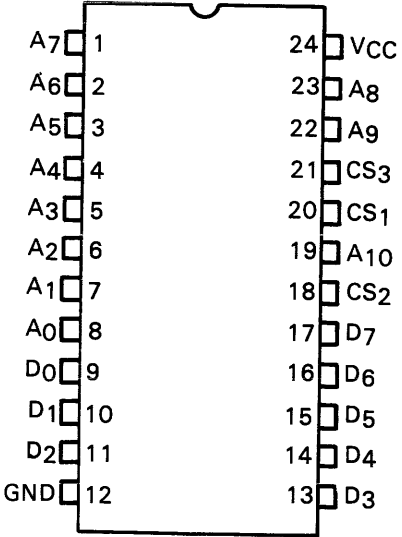 A7 1 24 VCC
A6 2 23 A8
A5 3 22 A9
A4 4 21 CS3
A3 5 20 CS1
A2 6 19 A10
A1 7 18 CS2
A0 8 17 D7
D0 9 16 D6
D1 10 15 D5
D2 11 14 D4
GND 12 13 D3